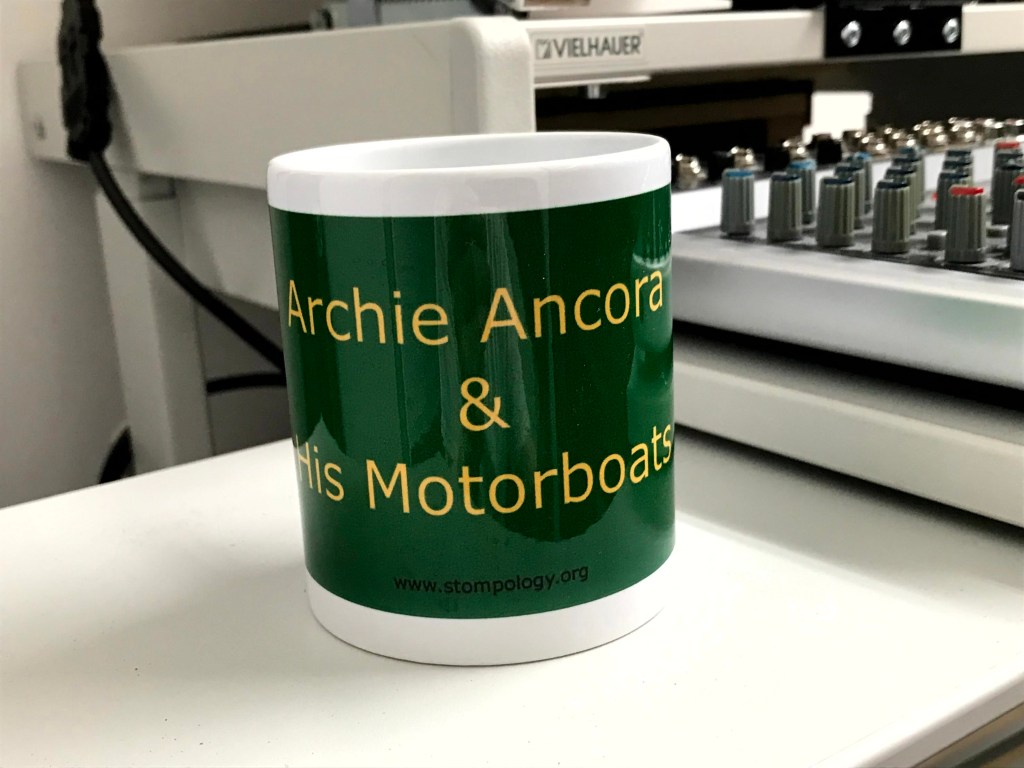 VIELHAUER
Archie Ancora
&
His Motorboats
www.stompology.org